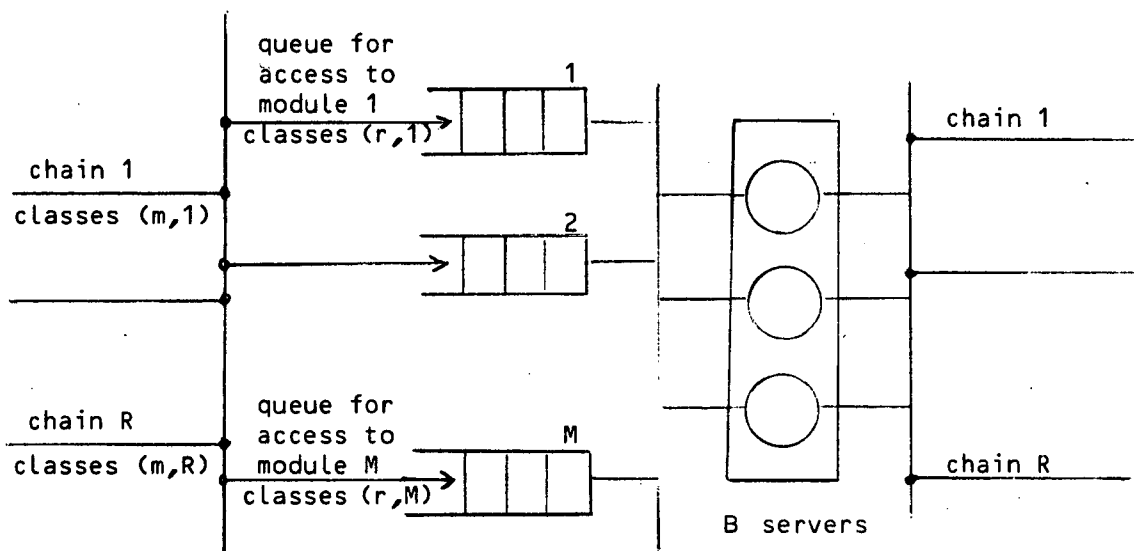 queue for
access to
module 1
classes (r,1)
1
chain 1
classes (m,1)
2
chain R
classes (m,R)
queue for
access to
module M
classes (r,M)
M
chain 1
chain R
B servers